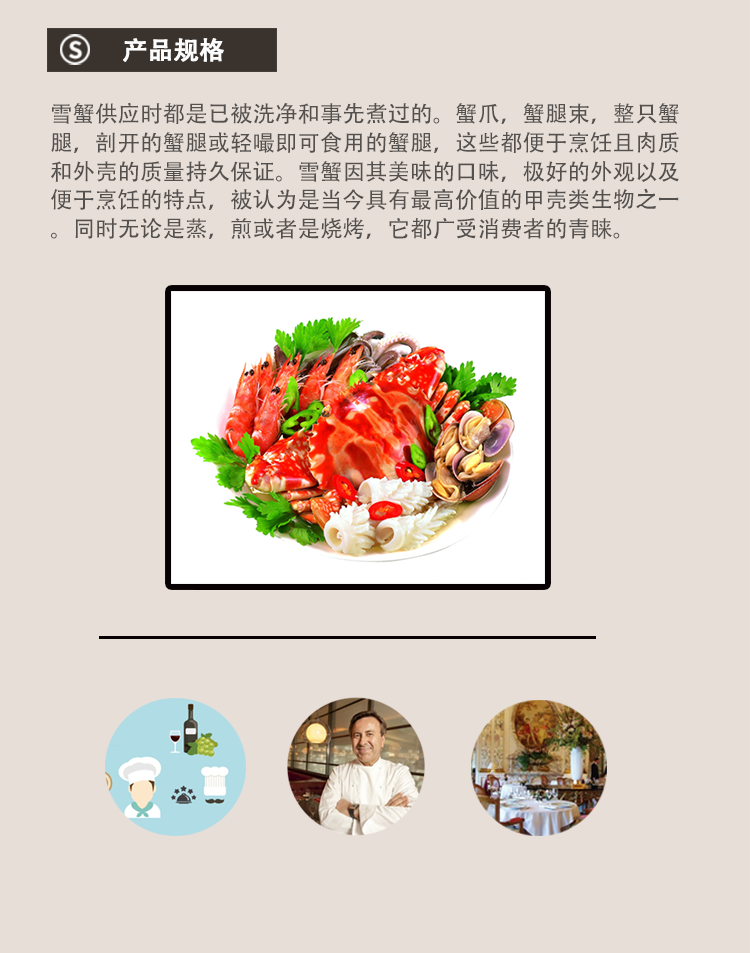 S 产品规格
雪蟹供应时都是已被洗净和事先煮过的。蟹爪，蟹腿束，整只蟹
腿，剖开的蟹腿或轻嘬即可食用的蟹腿，这些都便于烹饪且肉质
和外壳的质量持久保证。雪蟹因其美味的口味，极好的外观以及
便于烹饪的特点，被认为是当今具有最高价值的甲壳类生物之一
。同时无论是蒸，煎或者是烧烤，它都广受消费者的青睐。